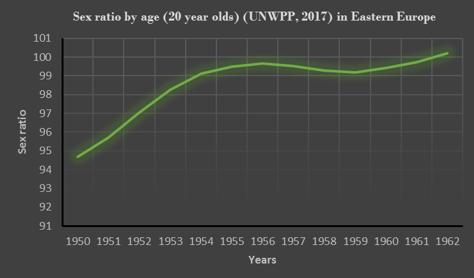 Sex ratio by age (20 year olds) (UNWPP, 2017) in Eastern Europe
101
100
99
98
97
96
95
94
93
92
91
Sex ratio
1950 1951 1952 1953 1954 1955 1956 1957 1958 1959 1960 1961 1962
Years